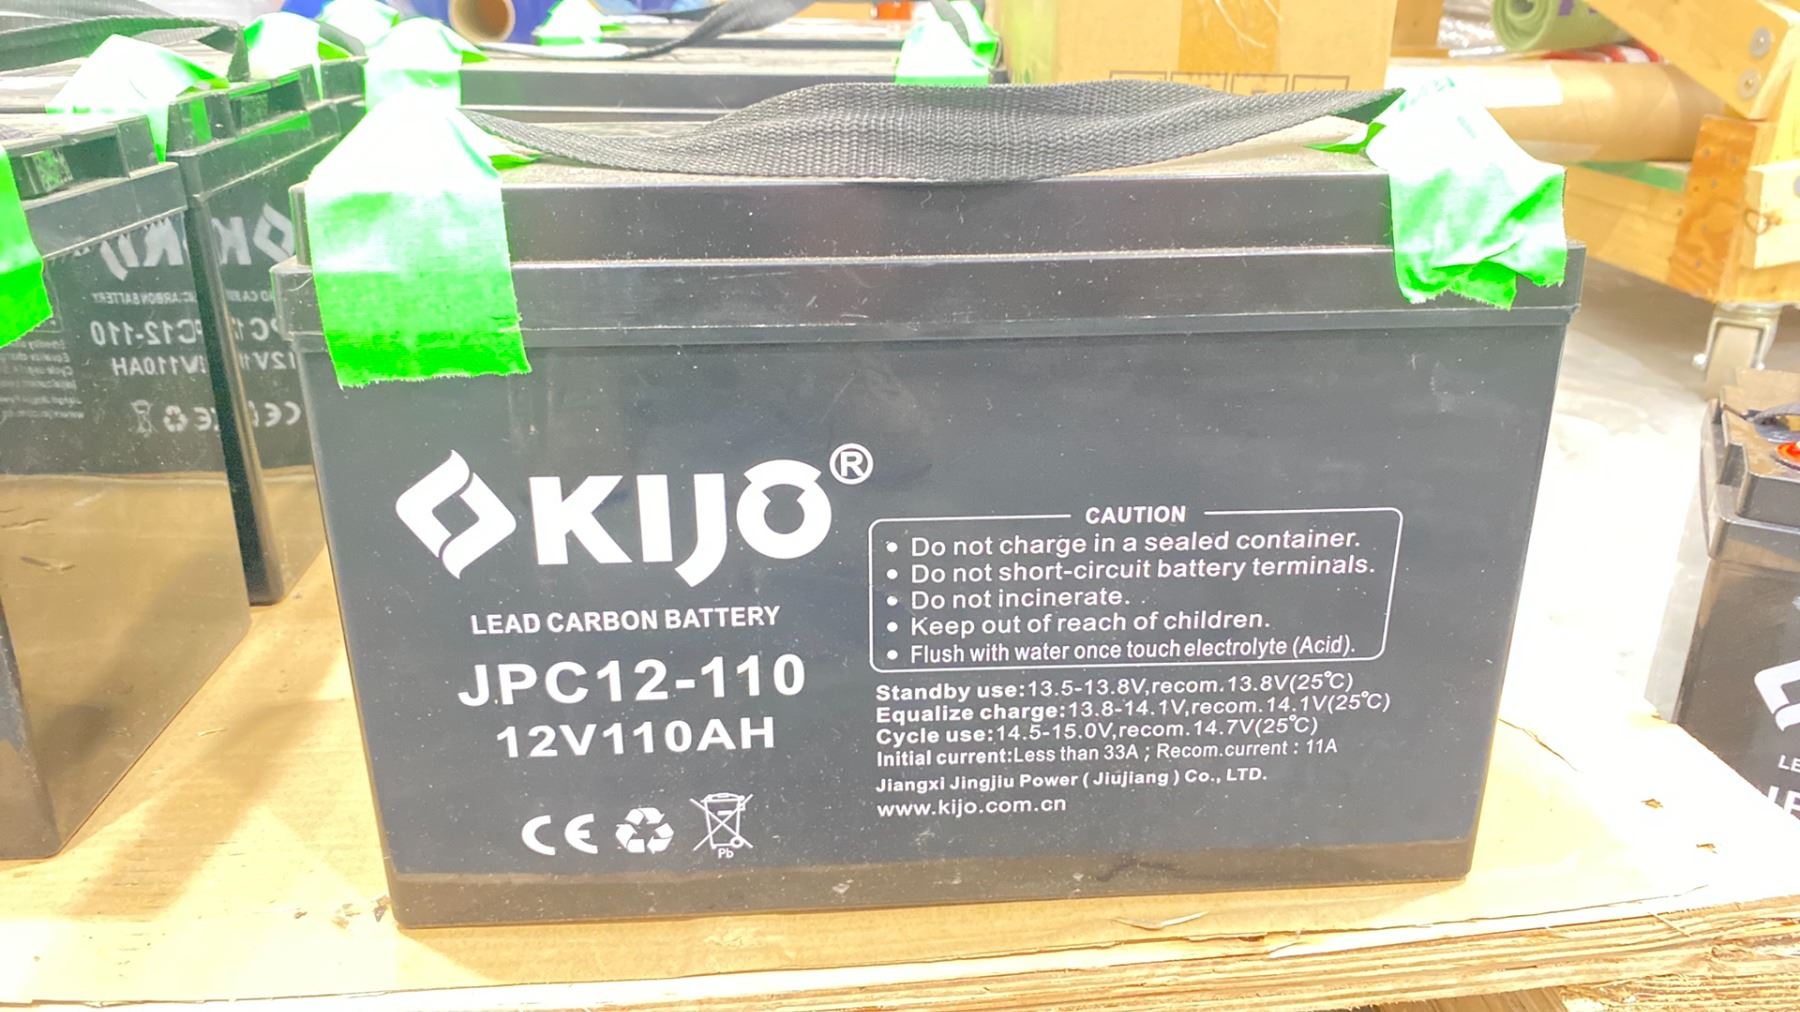 KIJO®
LEAD CARBON BATTERY
JPC12-110
12V110AH
CE
Pb
CAUTION
• Do not charge in a sealed container.
• Do not short-circuit battery terminals.
• Do not incinerate.
• Keep out of reach of children.
• Flush with water once touch electrolyte (Acid).
Standby use:13.5-13.8V,recom.13.8V(25℃)
Equalize charge:13.8-14.1V,recom.14.1V(25℃)
Cycle use:14.5-15.0V,recom.14.7V(25℃)
Initial current:Less than 33A ; Recom.current : 11A
Jiangxi Jingjiu Power ( Jiujiang ) Co., LTD.
www.kijo.com.cn